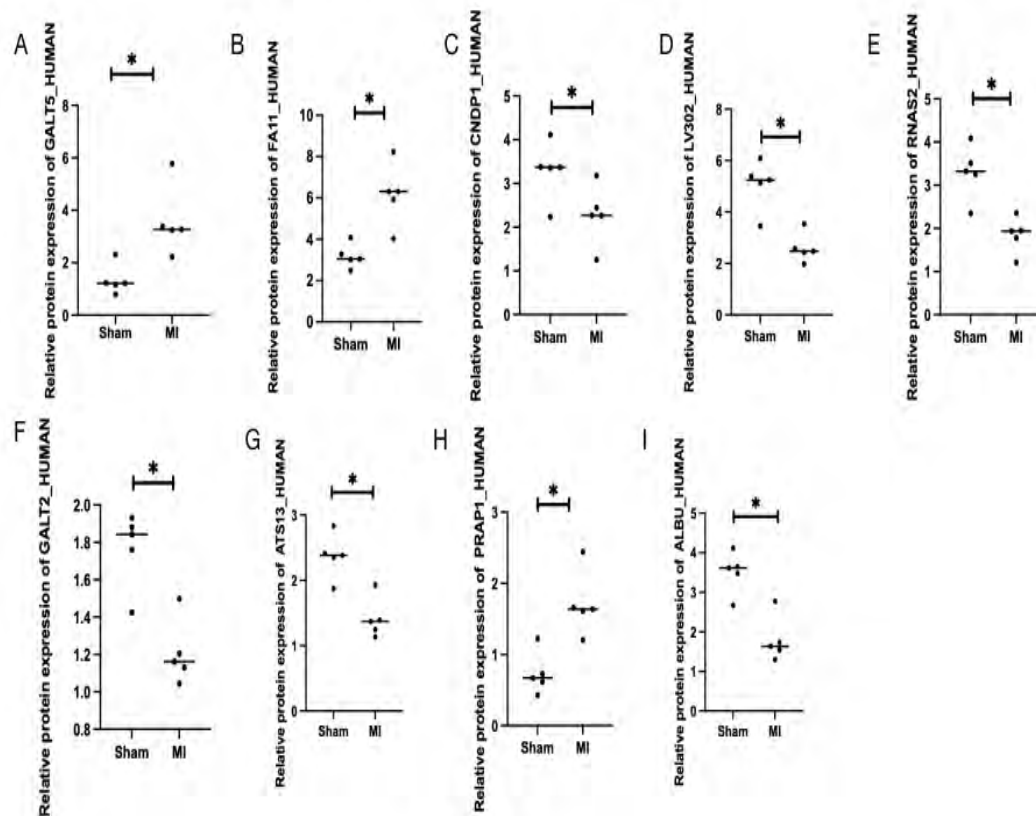 A
Relative protein expression of GALT5_HUMAN
*
8
6
4
2
0
Sham MI
B
Relative protein expression of FA11_HUMAN
*
10
8
6
4
2
0
Sham MI
C
Relative protein expression of CNDP1_HUMAN
*
5
4
3
2
1
0
Sham MI
D
Relative protein expression of LV302_HUMAN
*
8
6
4
2
0
Sham MI
E
Relative protein expression of RNAS2_HUMAN
*
5
4
3
2
1
0
Sham MI
F
Relative protein expression of GALT2_HUMAN
*
2.0
1.8
1.6
1.4
1.2
1.0
0.8
Sham MI
G
Relative protein expression of ATS13_HUMAN
*
3
2
1
0
Sham MI
H
Relative protein expression of PRAP1_HUMAN
*
3
2
1
0
Sham MI
I
Relative protein expression of ALBU_HUMAN
*
5
4
3
2
1
0
Sham MI